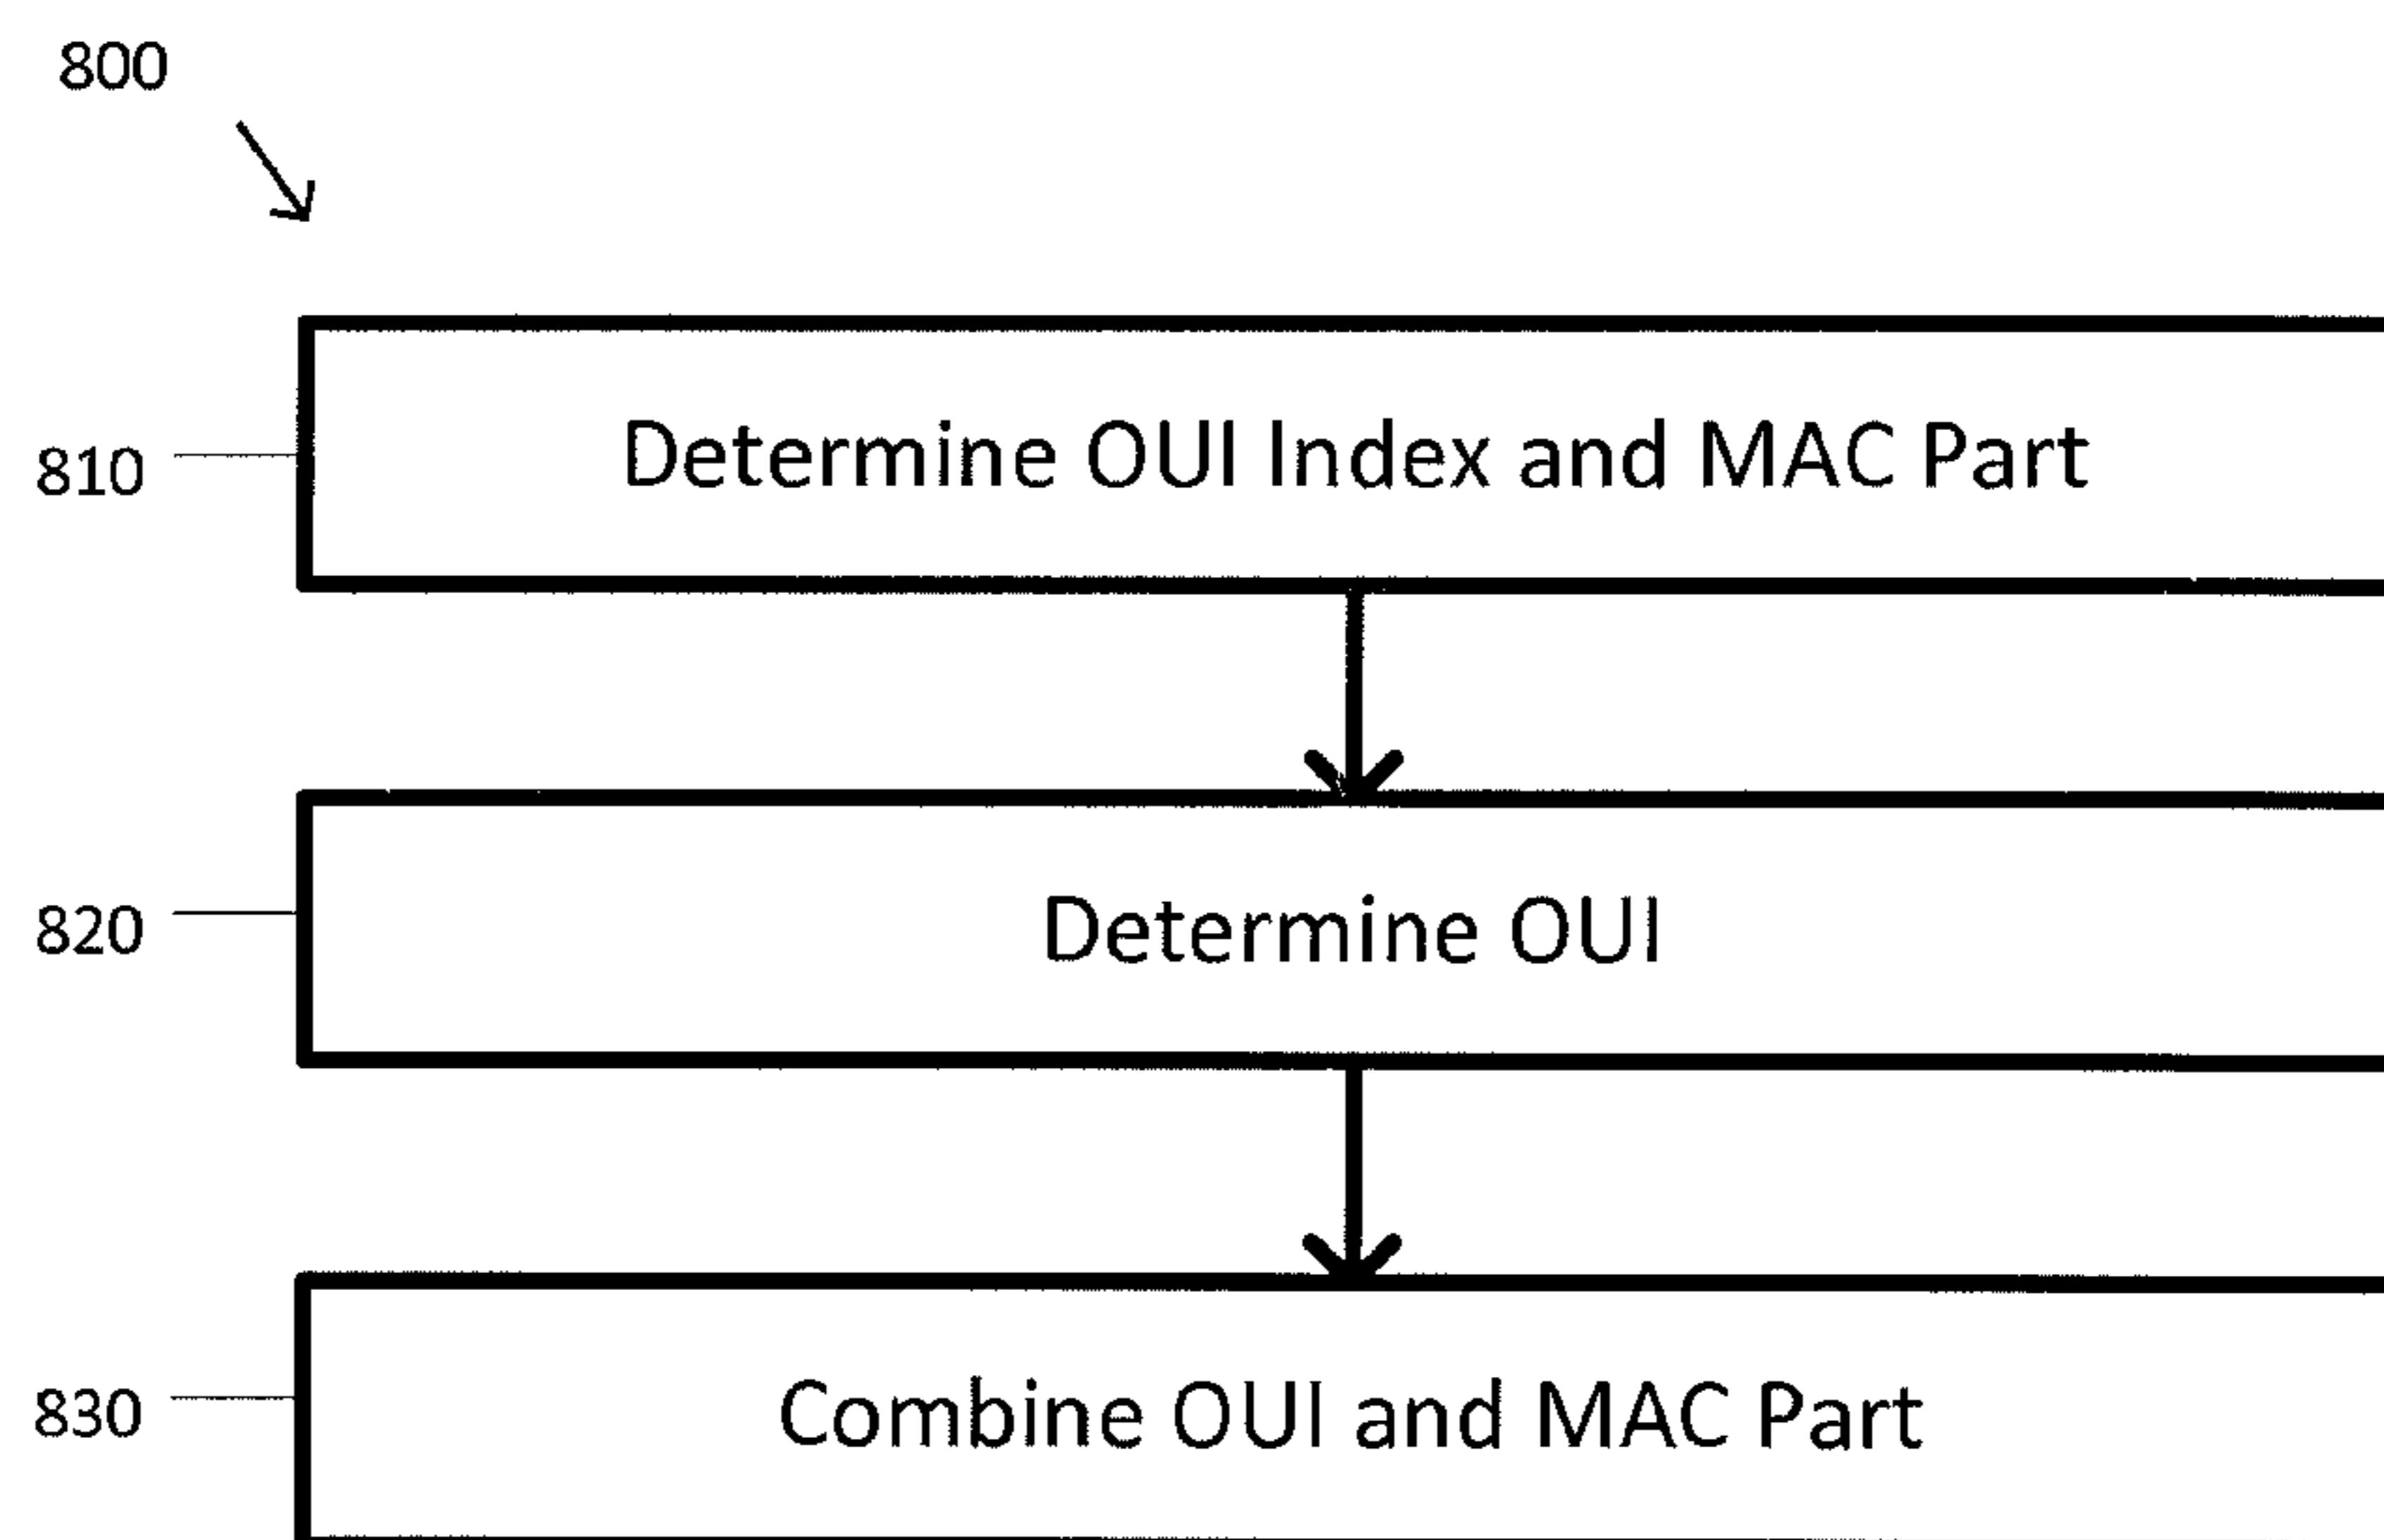 800
810
Determine OUI Index and MAC Part
820
Determine OUI
830
Combine OUI and MAC Part